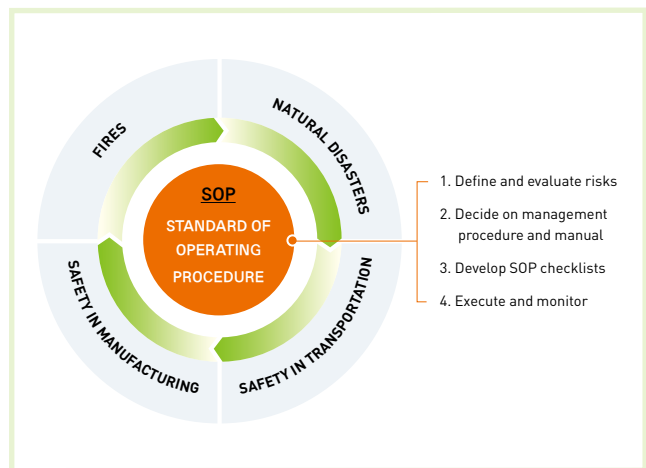 FIRES
NATURAL DISASTERS
SOP
STANDARD OF
OPERATING
PROCEDURE
SAFETY IN MANUFACTURING
SAFETY IN TRANSPORTATION
1. Define and evaluate risks
2. Decide on management
procedure and manual
3. Develop SOP checklists
4. Execute and monitor